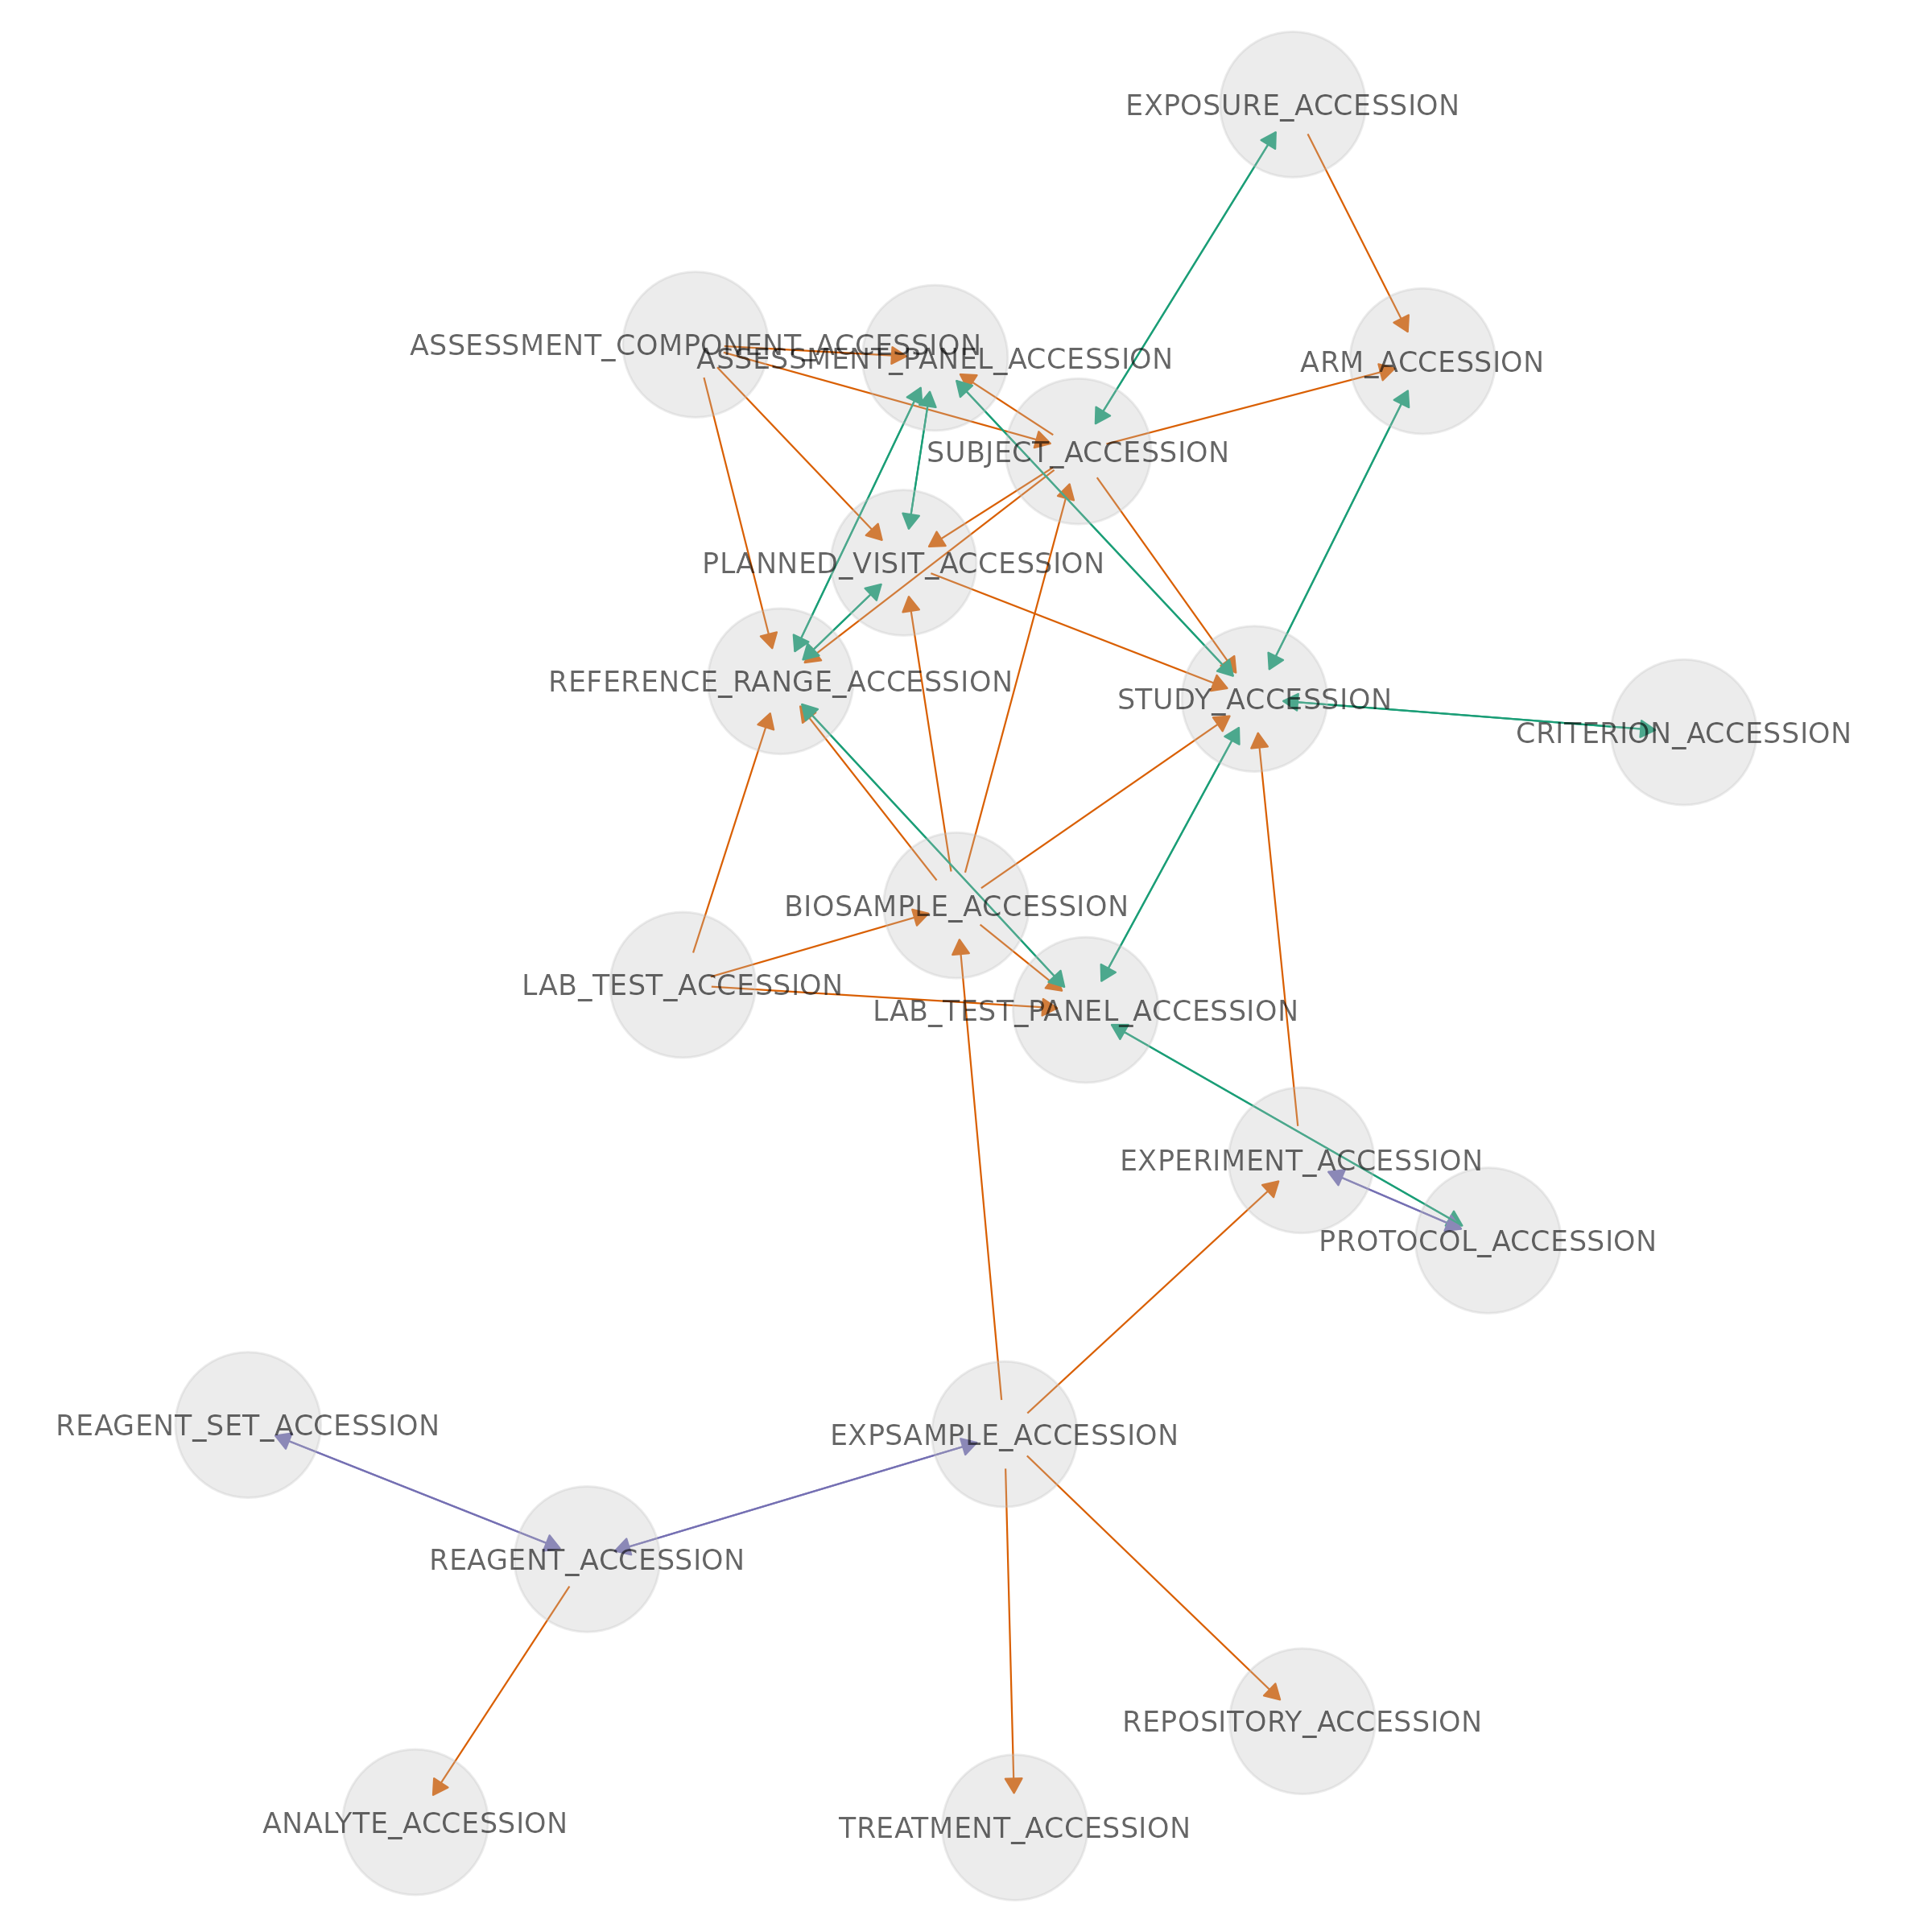 EXPOSURE_ACCESSION
ASSESSMENT_COMPONENT_ACCESSION
ASSESSMENT_PANEL_ACCESSION
ARM_ACCESSION
SUBJECT_ACCESSION
PLANNED_VISIT_ACCESSION
REFERENCE_RANGE_ACCESSION
STUDY_ACCESSION
CRITERION_ACCESSION
BIOSAMPLE_ACCESSION
LAB_TEST_ACCESSION
LAB_TEST_PANEL_ACCESSION
EXPERIMENT_ACCESSION
PROTOCOL_ACCESSION
REAGENT_SET_ACCESSION
EXPSAMPLE_ACCESSION
REAGENT_ACCESSION
REPOSITORY_ACCESSION
ANALYTE_ACCESSION
TREATMENT_ACCESSION